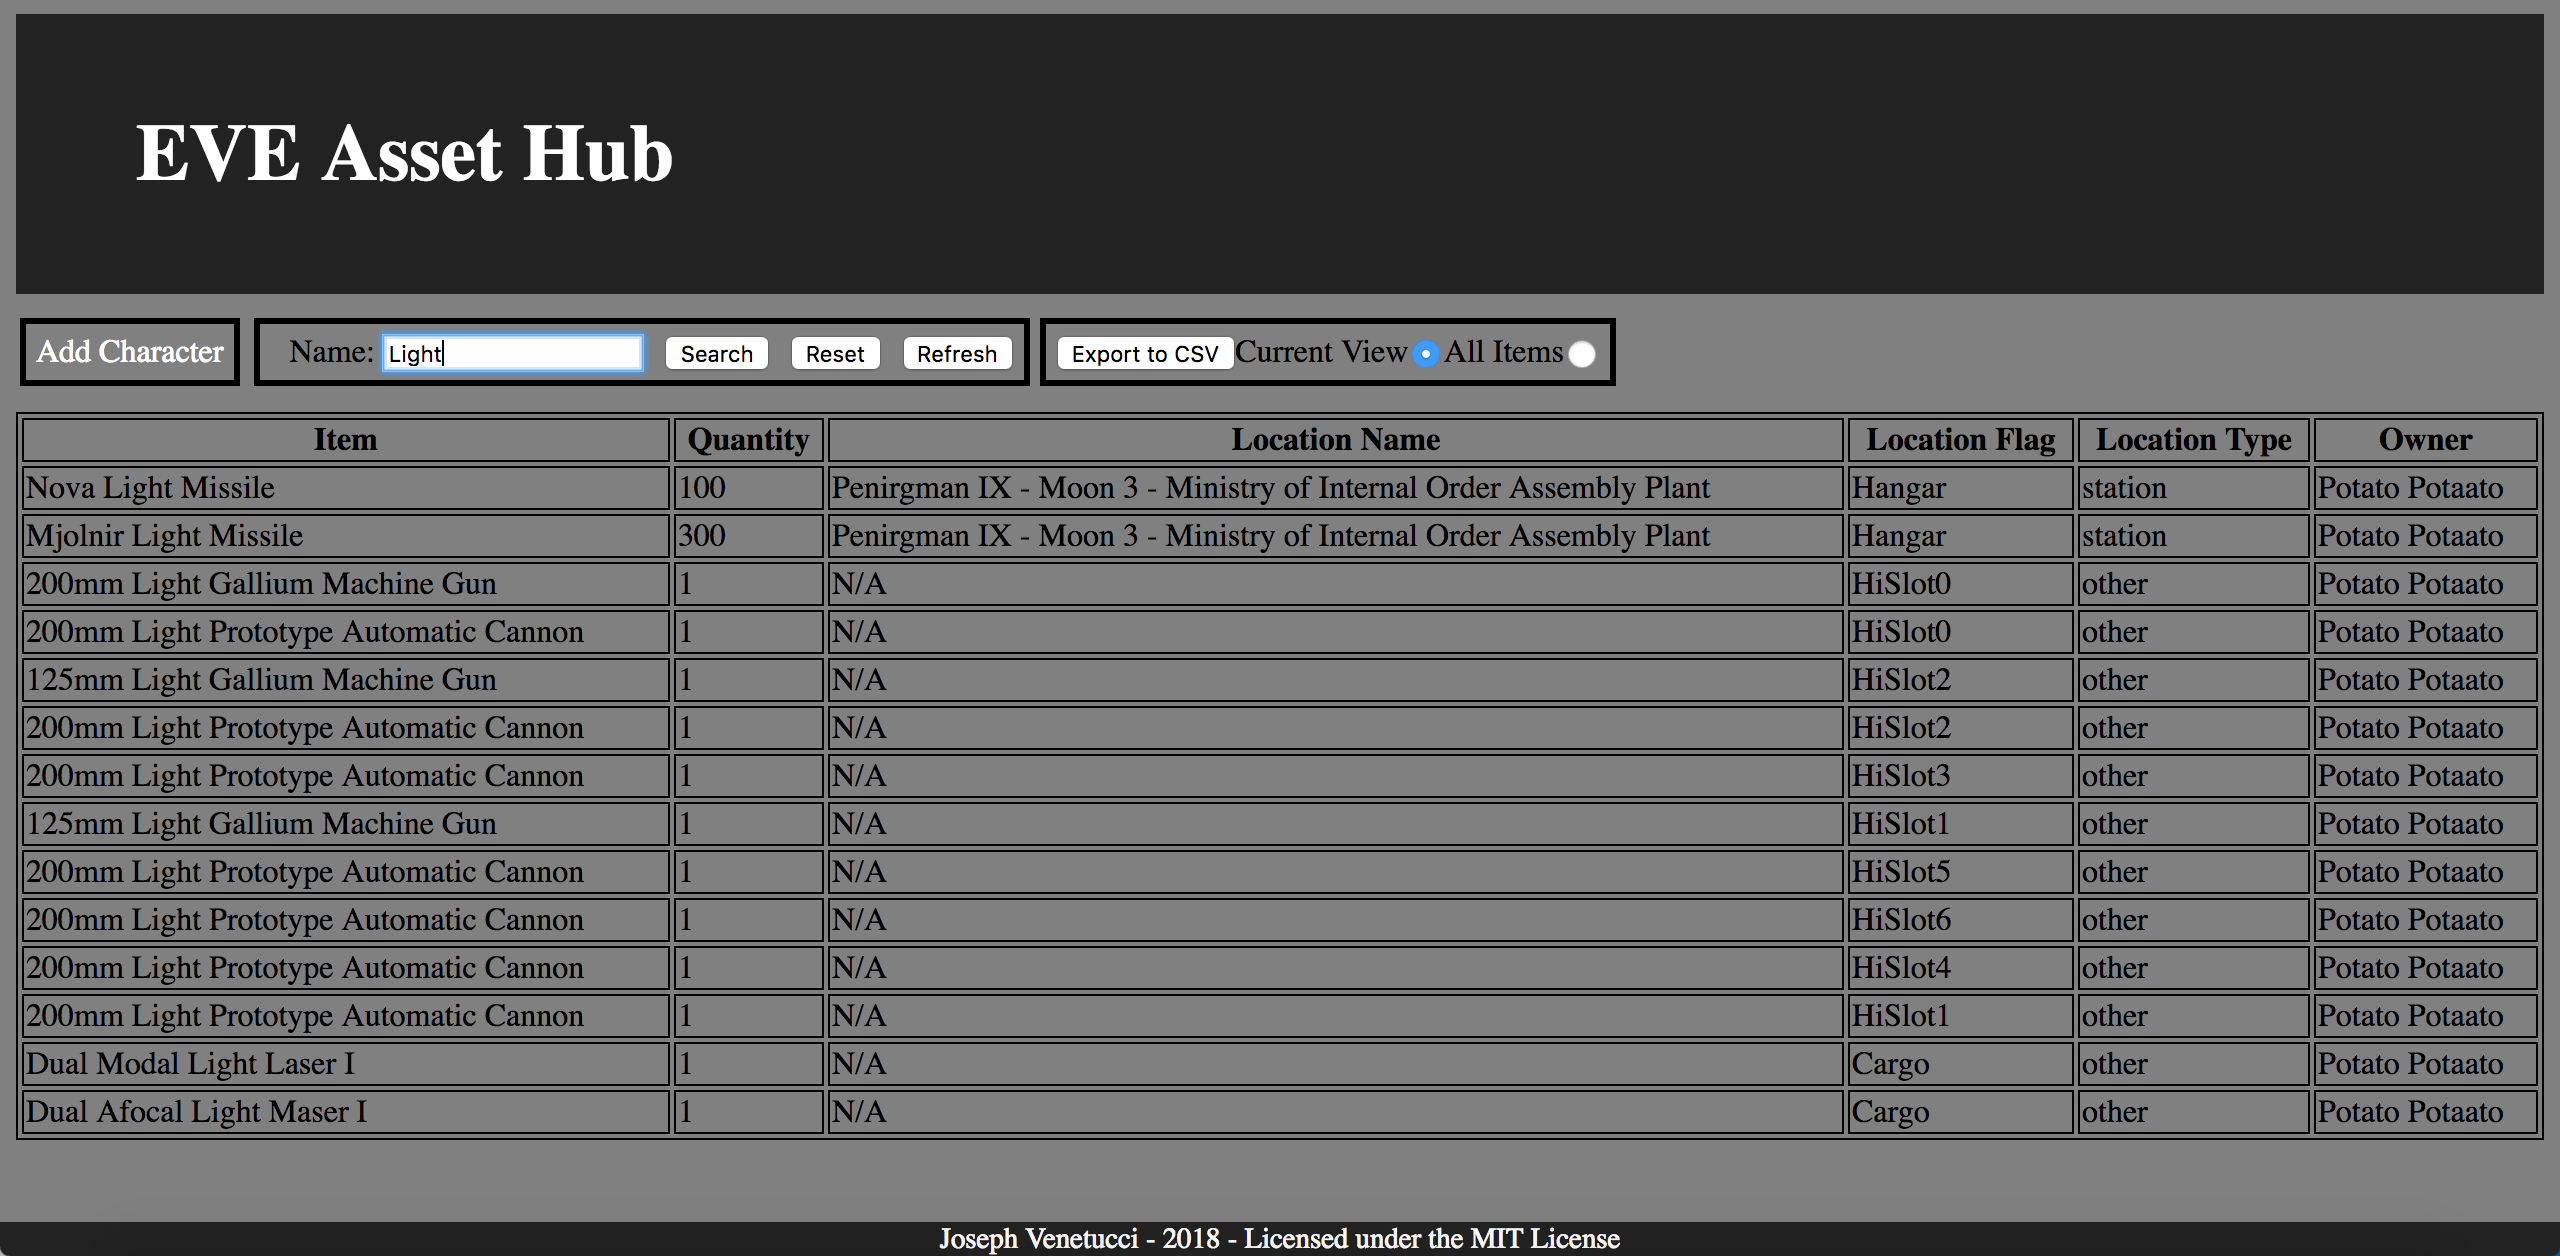 EVE Asset Hub
Add Character Name: Light Search Reset Refresh Export to CSV Current View All Items
Item Quantity Location Name Location Flag Location Type Owner
Nova Light Missile 100 Penirgman IX - Moon 3 - Ministry of Internal Order Assembly Plant Hangar station Potato Potaato
Mjolnir Light Missile 300 Penirgman IX - Moon 3 - Ministry of Internal Order Assembly Plant Hangar station Potato Potaato
200mm Light Gallium Machine Gun 1 N/A HiSlot0 other Potato Potaato
200mm Light Prototype Automatic Cannon 1 N/A HiSlot0 other Potato Potaato
125mm Light Gallium Machine Gun 1 N/A HiSlot2 other Potato Potaato
200mm Light Prototype Automatic Cannon 1 N/A HiSlot2 other Potato Potaato
200mm Light Prototype Automatic Cannon 1 N/A HiSlot3 other Potato Potaato
125mm Light Gallium Machine Gun 1 N/A HiSlot1 other Potato Potaato
200mm Light Prototype Automatic Cannon 1 N/A HiSlot5 other Potato Potaato
200mm Light Prototype Automatic Cannon 1 N/A HiSlot6 other Potato Potaato
200mm Light Prototype Automatic Cannon 1 N/A HiSlot4 other Potato Potaato
200mm Light Prototype Automatic Cannon 1 N/A HiSlot1 other Potato Potaato
Dual Modal Light Laser I 1 N/A Cargo other Potato Potaato
Dual Afocal Light Maser I 1 N/A Cargo other Potato Potaato
Joseph Venetucci - 2018 - Licensed under the MIT License